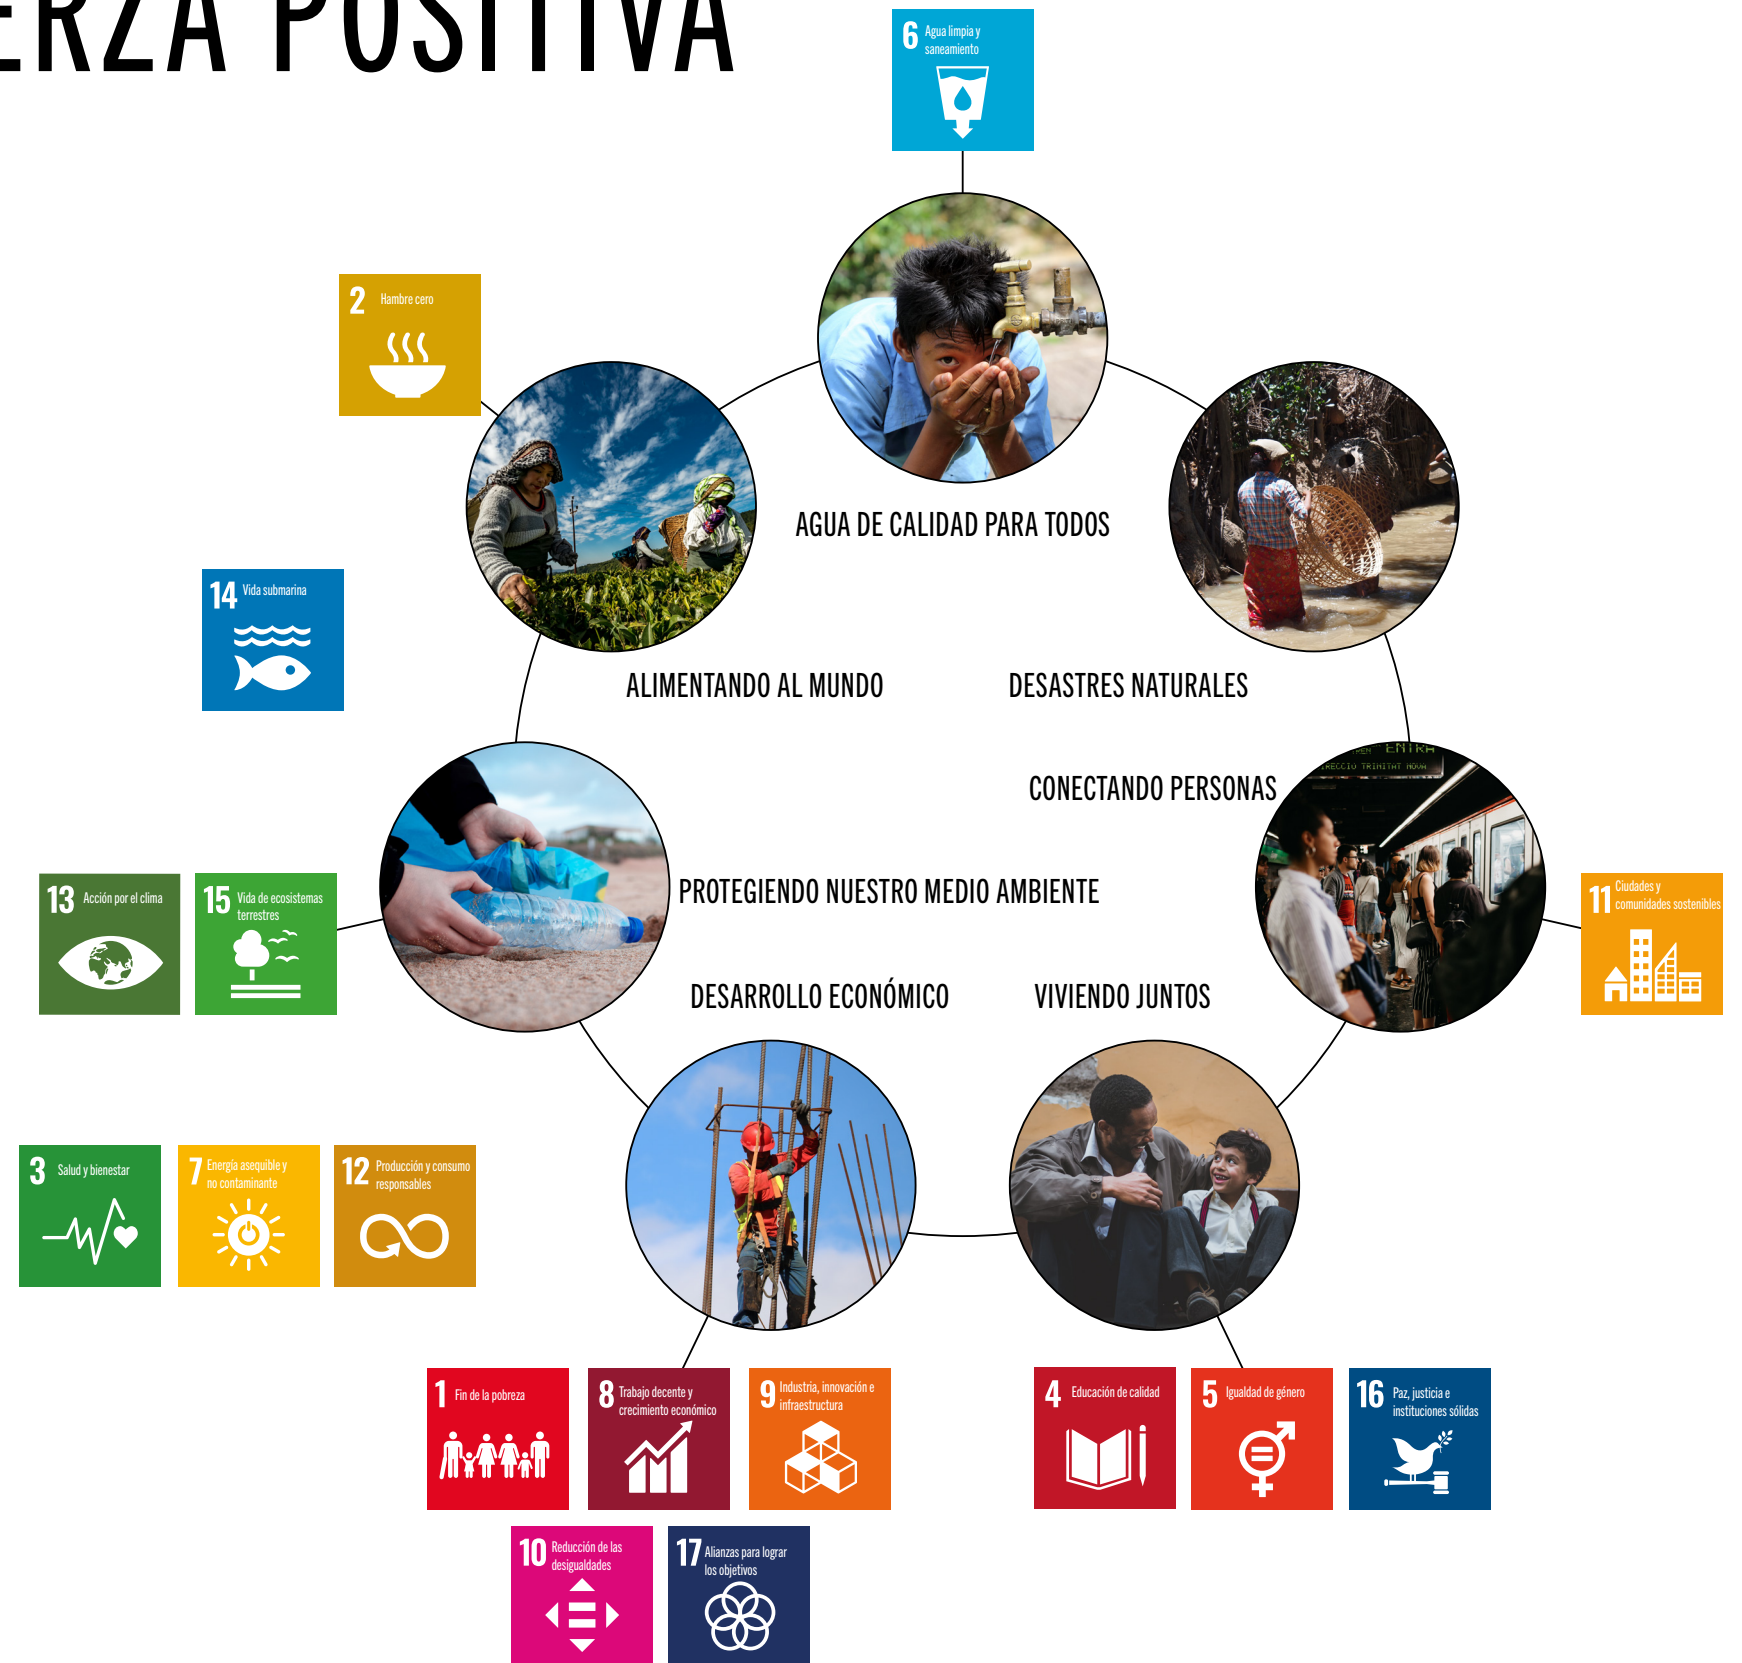 ERZA POSITIVA
6 Agua limpia y
saneamiento
2 Hambre cero
AGUA DE CALIDAD PARA TODOS
14 Vida submarina
ALIMENTANDO AL MUNDO
DESASTRES NATURALES
ENTRA
DIRECCIO TRINITAT NOVA
CONECTANDO PERSONAS
13 Acción por el clima
15 Vida de ecosistemas
terrestres
PROTEGIENDO NUESTRO MEDIO AMBIENTE
11 Ciudades y
comunidades sostenibles
DESARROLLO ECONÓMICO
VIVIENDO JUNTOS
3 Salud y bienestar
7 Energía asequible y
no contaminante
12 Producción y consumo
responsables
1 Fin de la pobreza
8 Trabajo decente y
crecimiento económico
9 Industria, innovación e
infraestructura
4 Educación de calidad
5 Igualdad de género
16 Paz, justicia e
instituciones sólidas
10 Reducción de las
desigualdades
17 Alianzas para lograr
los objetivos